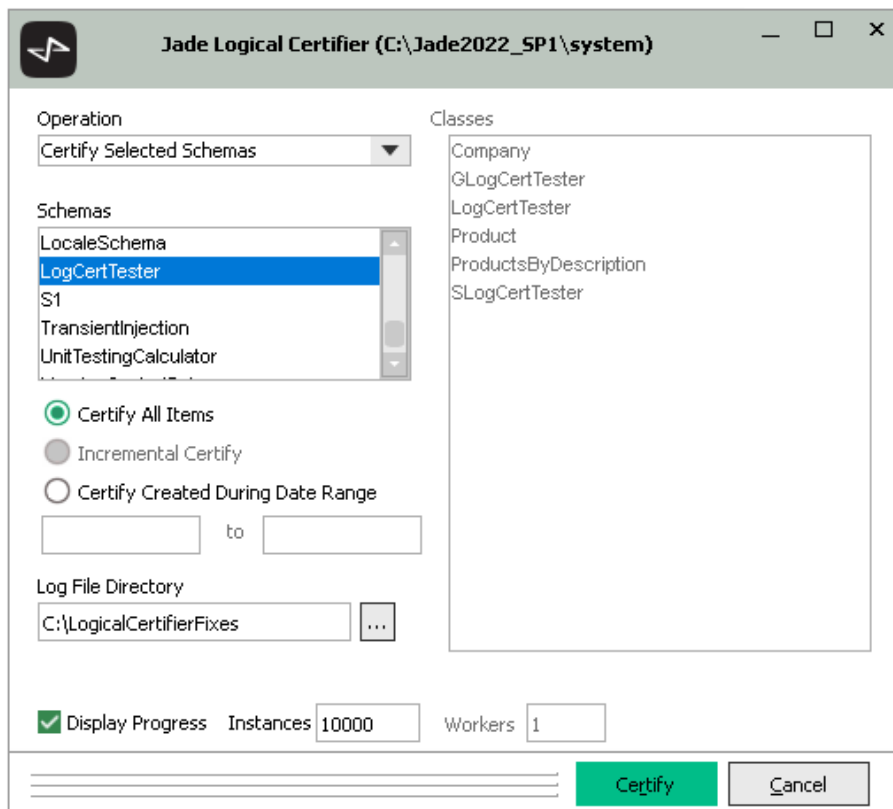 Jade Logical Certifier (C:\Jade2022_SP1\system)
Operation
Certify Selected Schemas
Schemas
LocaleSchema
LogCertTester
S1
TransientInjection
UnitTestingCalculator
Certify All Items
Incremental Certify
Certify Created During Date Range
to
Log File Directory
C:\LogicalCertifierFixes
...
Classes
Company
GLogCertTester
LogCertTester
Product
ProductsByDescription
SLogCertTester
Display Progress Instances 10000 Workers 1
Certify Cancel